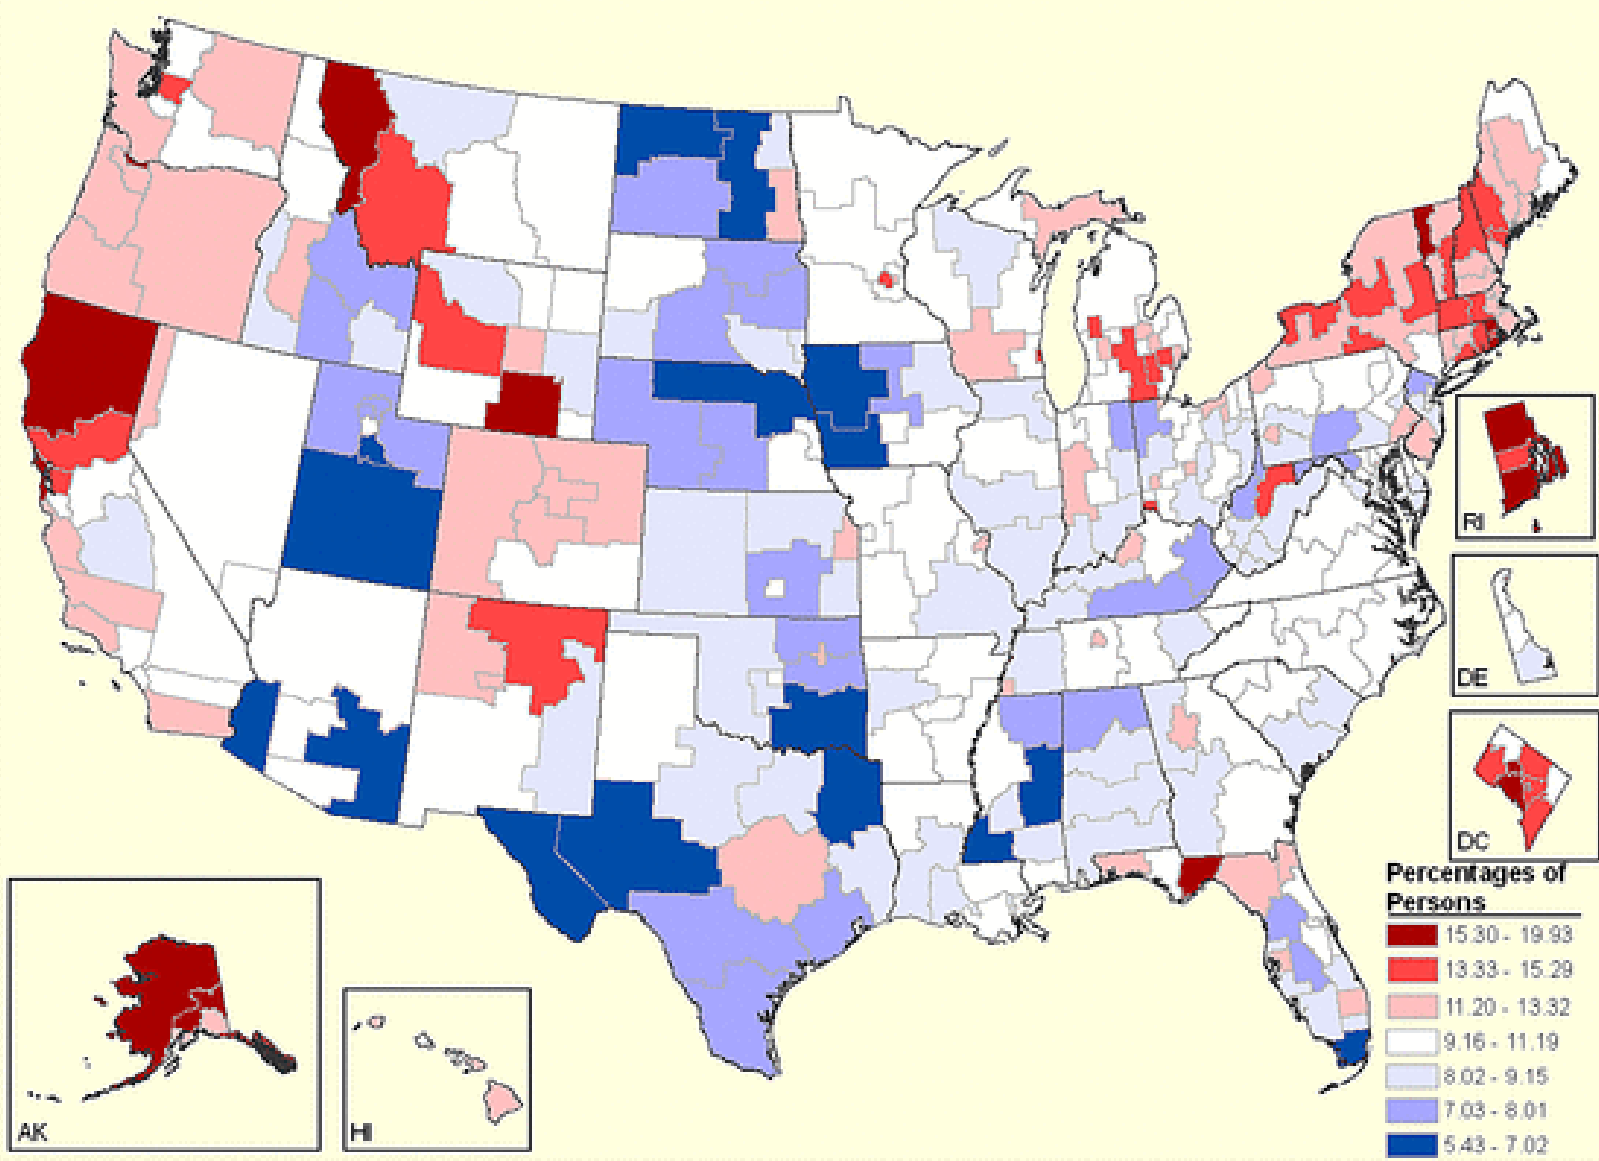 RI
DE
DC
Percentages of
Persons
15.30 - 19.93
13.33 - 15.29
11.20 - 13.32
9.16 - 11.19
8.02 - 9.15
7.03 - 8.01
5.43 - 7.02
AK
HI